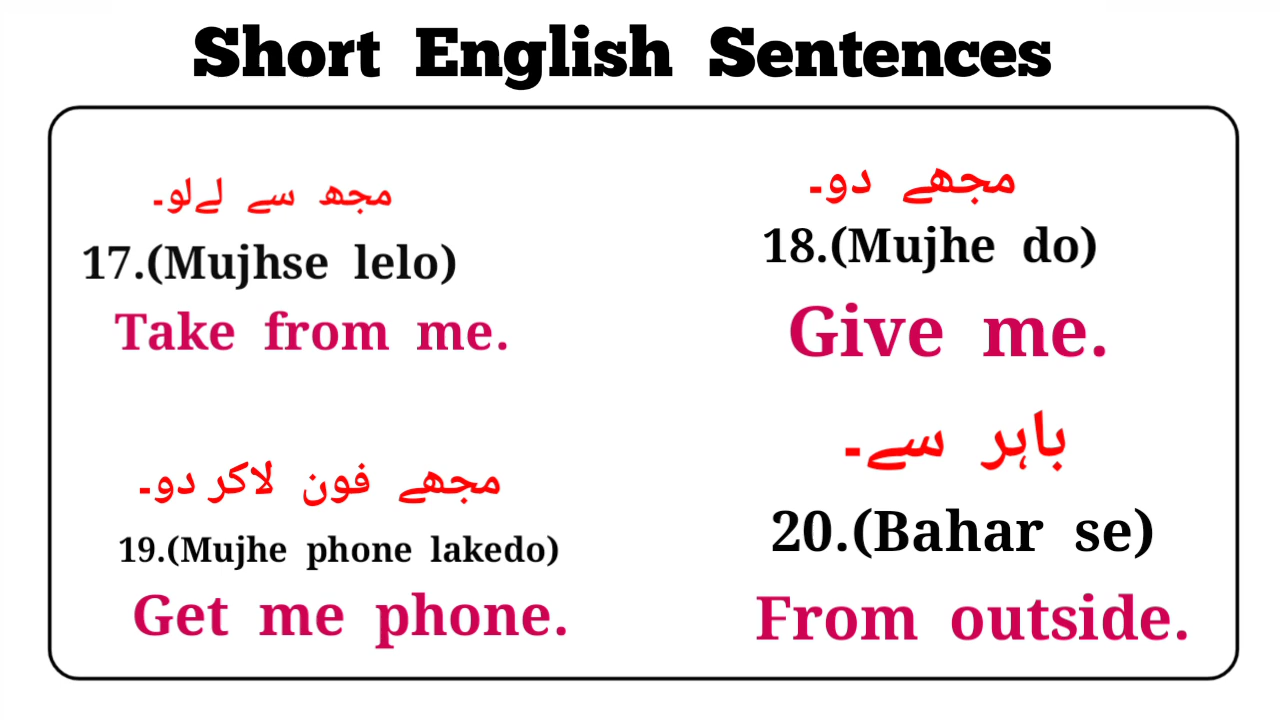 Short English Sentences
مجھ سے لےلو۔
17.(Mujhse lelo)
Take from me.
مجھے دو۔
18.(Mujhe do)
Give me.
مجھے فون لاکر دو۔
19.(Mujhe phone lakedo)
Get me phone.
باہر سے۔
20.(Bahar se)
From outside.